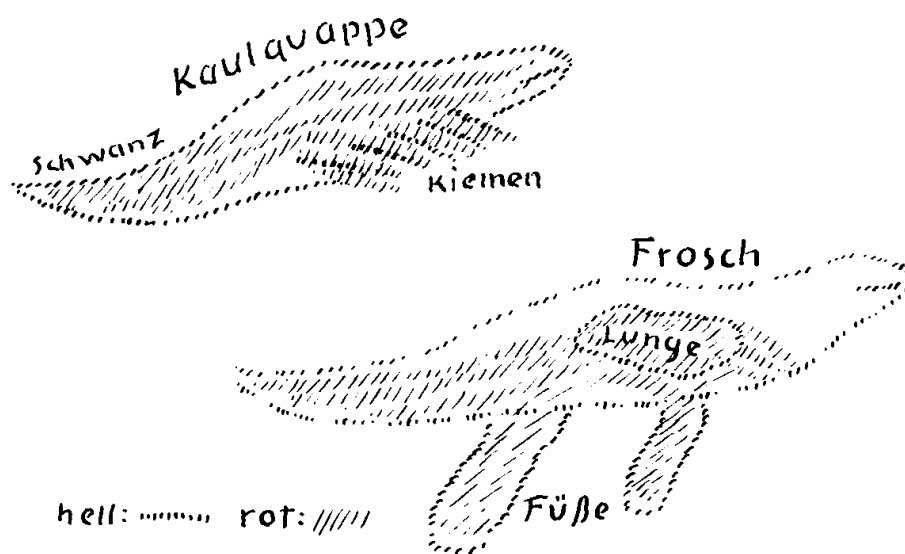 Kaulquappe
Schwanz
Kiemen
Frosch
Lunge
Füße
hell: rot: